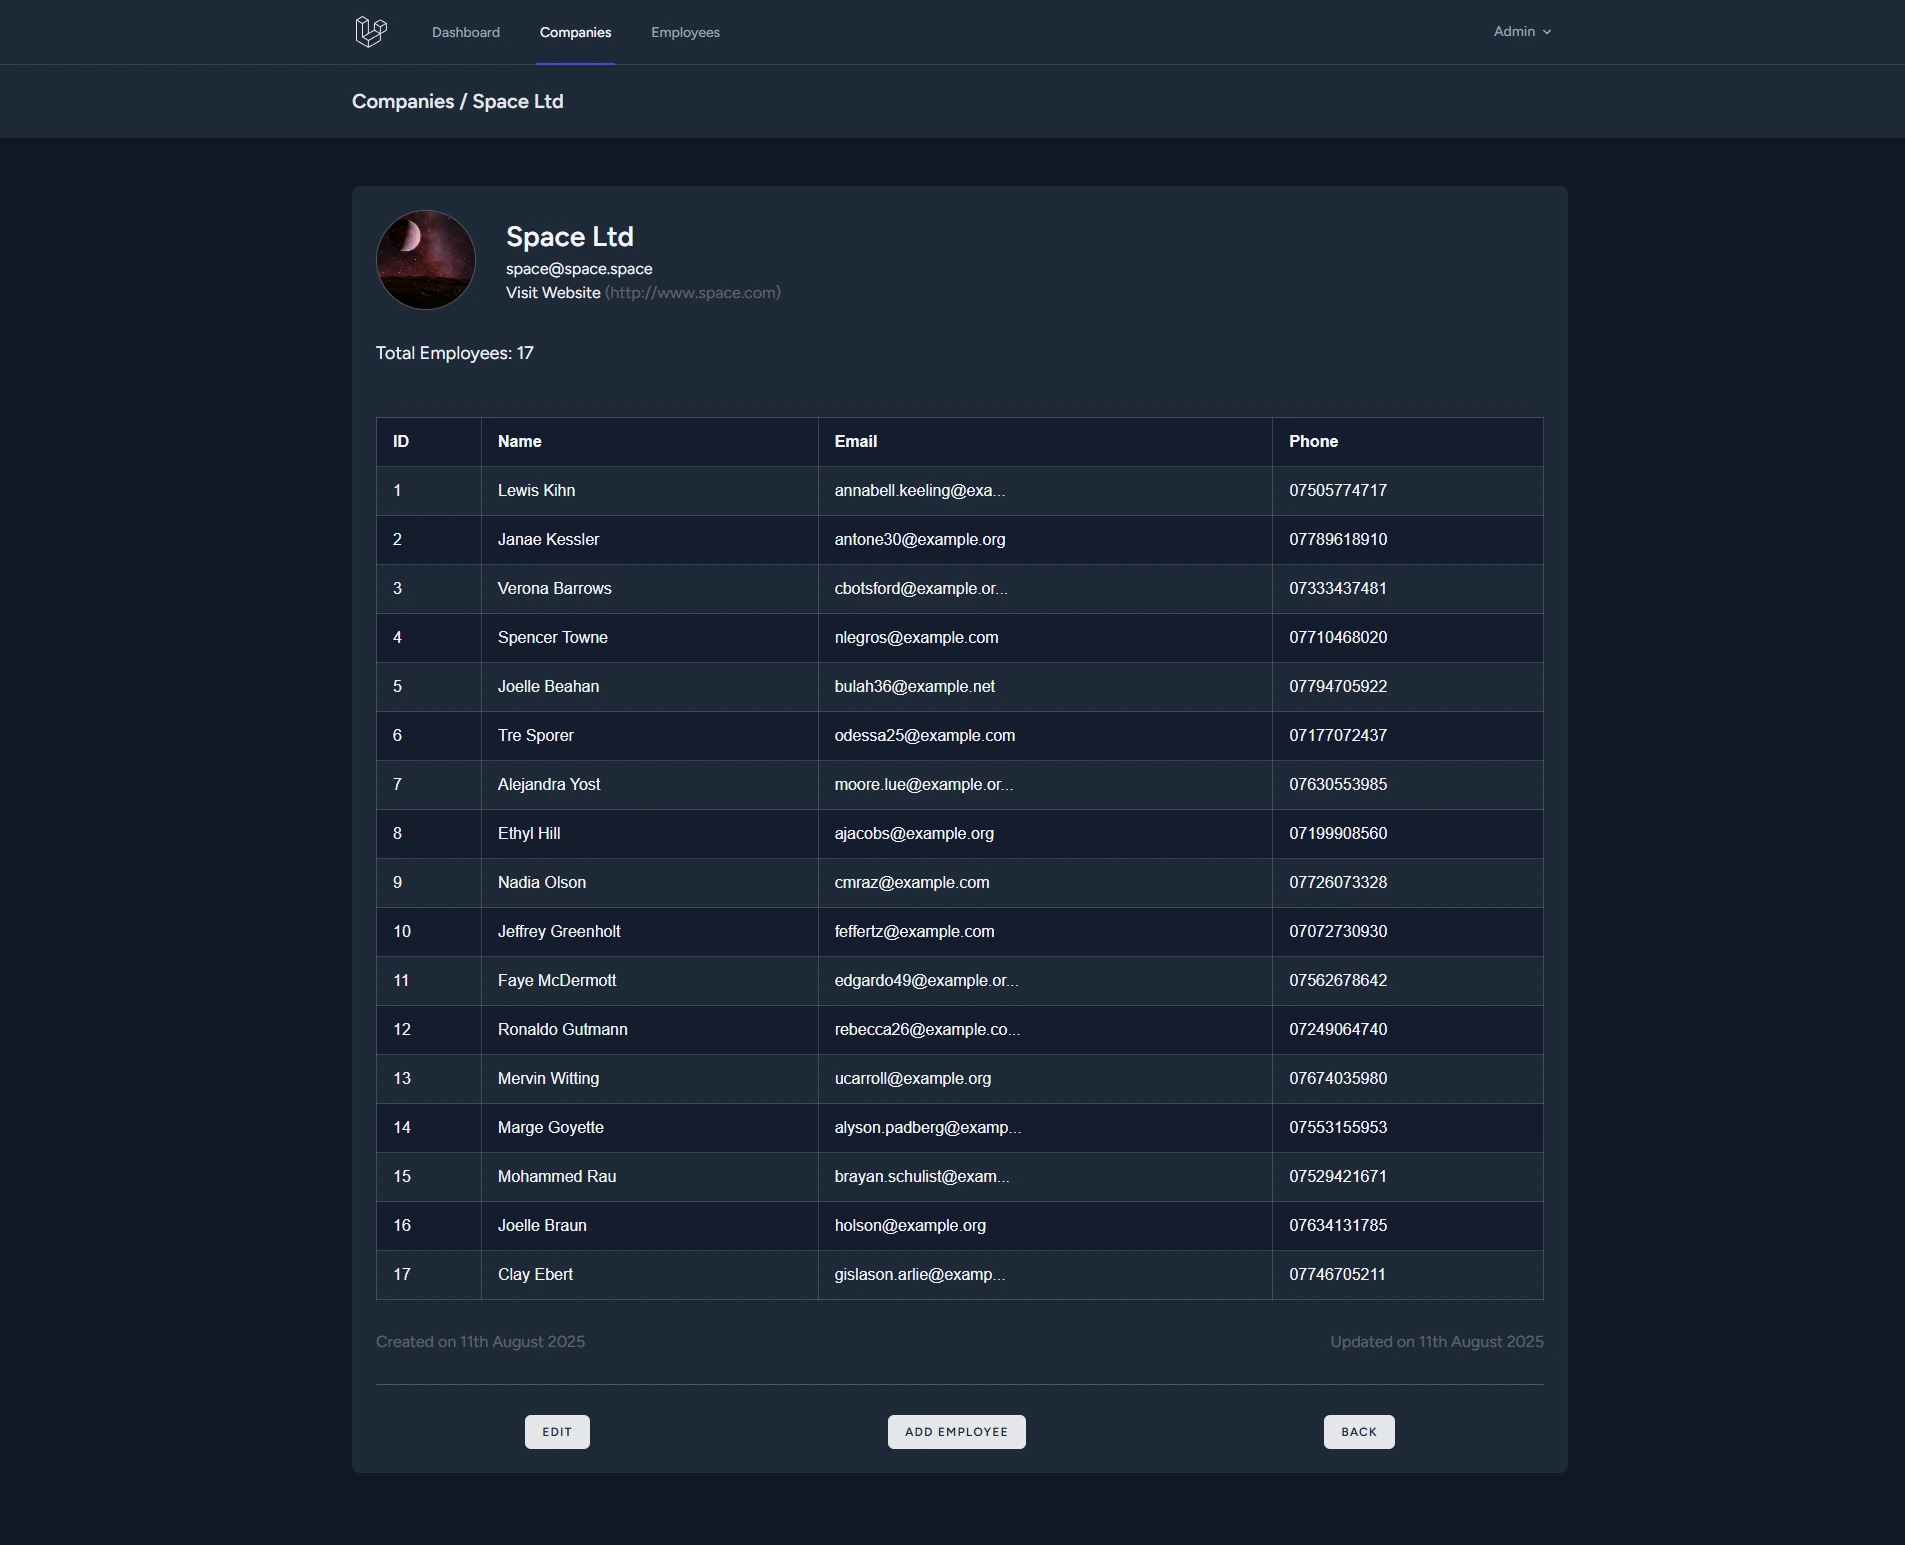 Dashboard Companies Employees Admin
Companies / Space Ltd
Space Ltd
space@space.space
Visit Website (http://www.space.com)
Total Employees: 17
ID Name Email Phone
1 Lewis Kihn annabell.keeling@exa... 07505774717
2 Janae Kessler antone30@example.org 07789618910
3 Verona Barrows cbotsford@example.or... 07333437481
4 Spencer Towne nlegros@example.com 07710468020
5 Joelle Beahan bulah36@example.net 07794705922
6 Tre Sporer odessa25@example.com 07177072437
7 Alejandra Yost moore.lue@example.or... 07630553985
8 Ethyl Hill ajacobs@example.org 07199908560
9 Nadia Olson cmraz@example.com 07726073328
10 Jeffrey Greenholt feffertz@example.com 07072730930
11 Faye McDermott edgardo49@example.or... 07562678642
12 Ronaldo Gutmann rebecca26@example.co... 07249064740
13 Mervin Witting ucarroll@example.org 07674035980
14 Marge Goyette alyson.padberg@examp... 07553155953
15 Mohammed Rau brayan.schulist@exam... 07529421671
16 Joelle Braun holson@example.org 07634131785
17 Clay Ebert gislason.arlie@examp... 07746705211
Created on 11th August 2025 Updated on 11th August 2025
EDIT ADD EMPLOYEE BACK